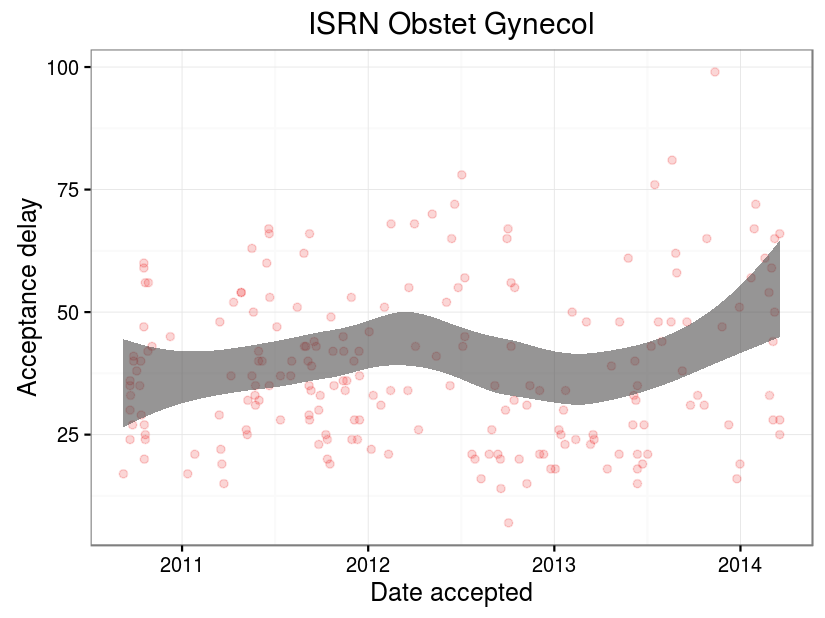 ISRN Obstet Gynecol
100
75
50
25
Acceptance delay
2011 2012 2013 2014
Date accepted